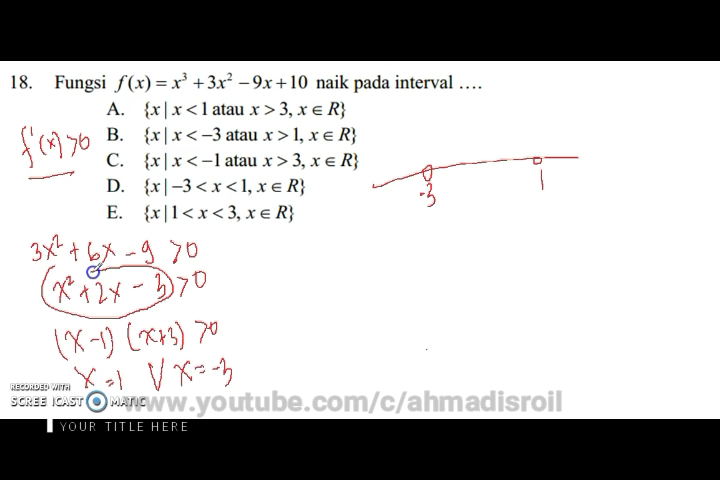 18. Fungsi f(x) = x³ + 3x² − 9x + 10 naik pada interval ….
A. {x | x < 1 atau x > 3, x ∈ R}
B. {x | x < −3 atau x > 1, x ∈ R}
C. {x | x < −1 atau x > 3, x ∈ R}
D. {x | −3 < x < 1, x ∈ R}
E. {x | 1 < x < 3, x ∈ R}
f'(x) > 0
-3 1
3x² + 6x − 9 > 0
(x² + 2x − 3) > 0
(x − 1) (x+3) > 0
x = 1 V x = −3
RECORDED WITH
SCREENCAST MATIC
www.youtube.com/c/ahmadisroil
YOUR TITLE HERE